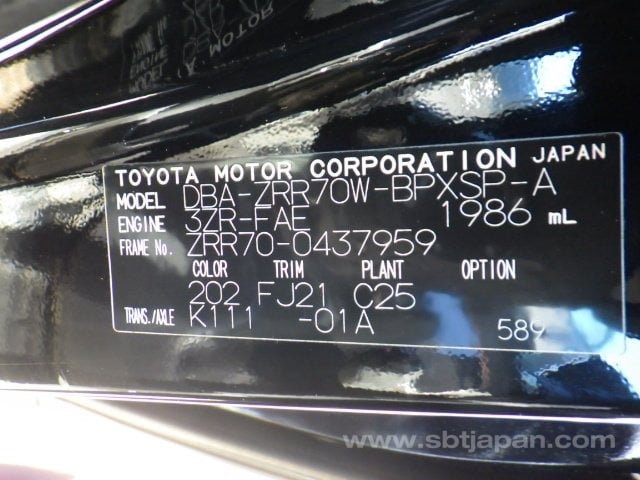 TOYOTA MOTOR CORPORATION JAPAN
MODEL DBA-ZRR70W-BPXSP-A
ENGINE 3ZR-FAE 1986 mL
FRAME No. ZRR70-0437959
COLOR TRIM PLANT OPTION
202 FJ21 C25
TRANS./AXLE K111 -01A 589
www.sbtjapan.com